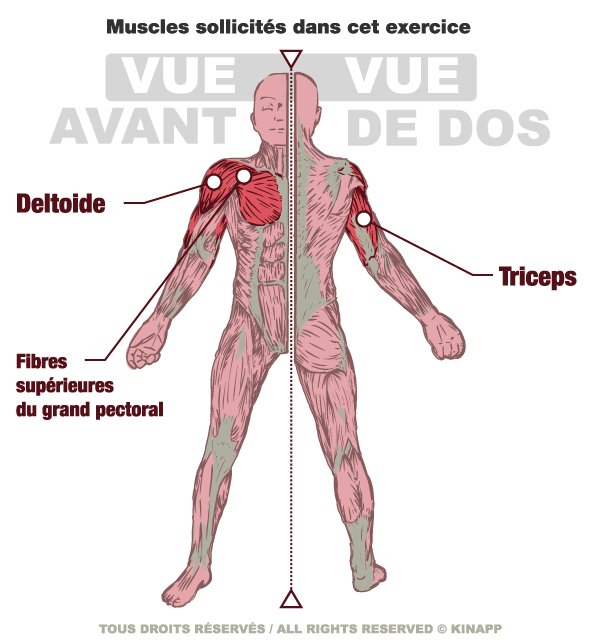 Muscles sollicités dans cet exercice
VUE VUE
AVANT DE DOS
Deltoide
Triceps
Fibres
supérieures
du grand pectoral
TOUS DROITS RÉSERVÉS / ALL RIGHTS RESERVED © KINAPP